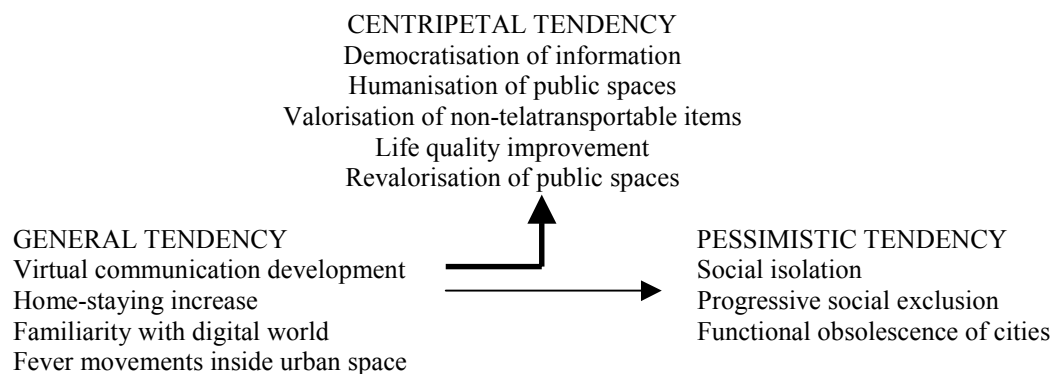 CENTRIPETAL TENDENCY
Democratisation of information
Humanisation of public spaces
Valorisation of non-telatransportable items
Life quality improvement
Revalorisation of public spaces
GENERAL TENDENCY
Virtual communication development
Home-staying increase
Familiarity with digital world
Fever movements inside urban space
PESSIMISTIC TENDENCY
Social isolation
Progressive social exclusion
Functional obsolescence of cities